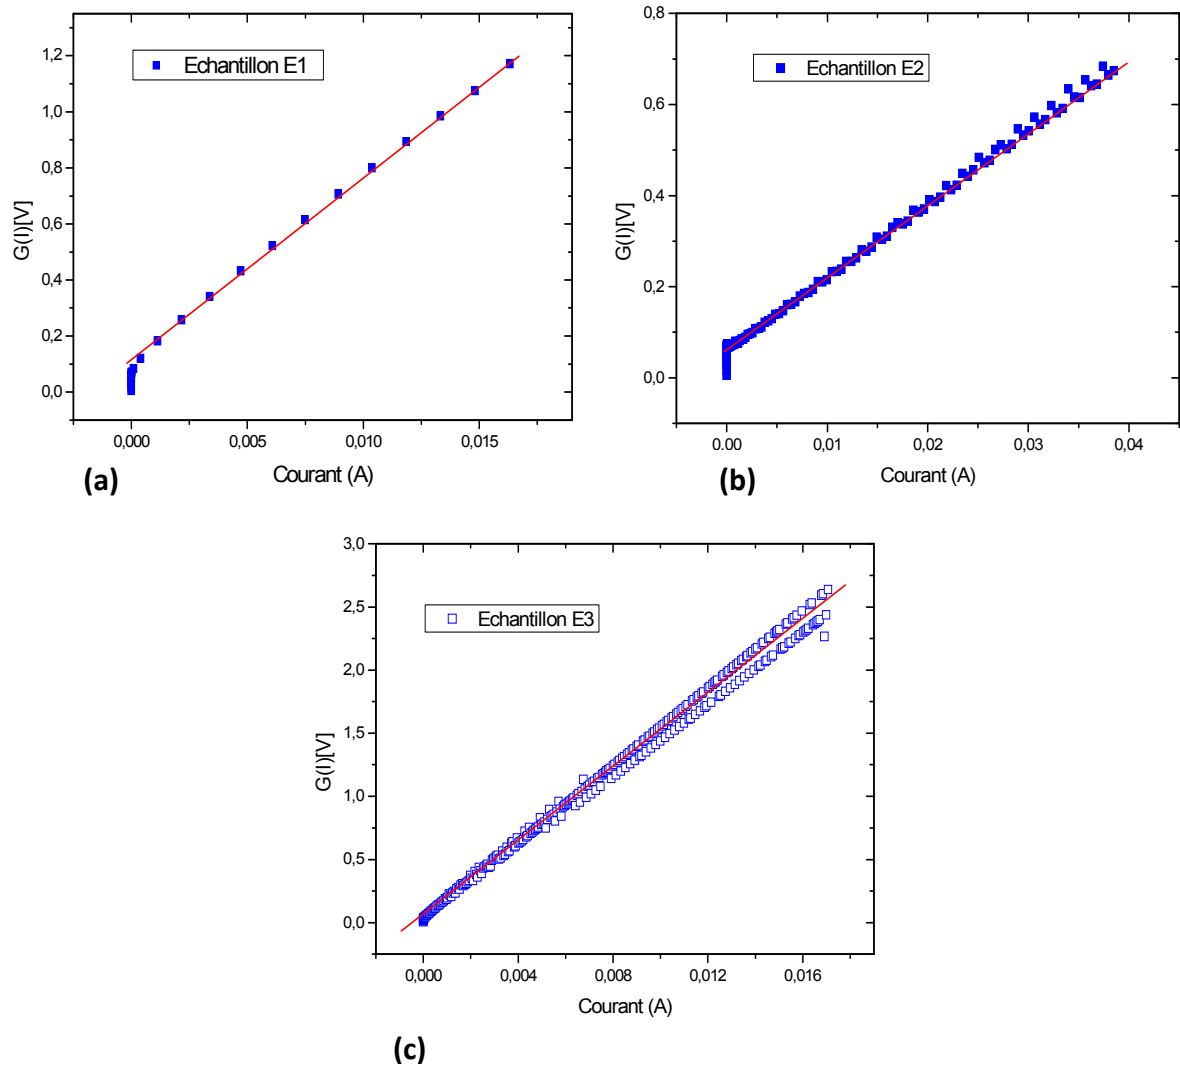 1,2
1,0
0,8
0,6
0,4
0,2
0,0
G(I)[V]
Echantillon E1
0,000 0,005 0,010 0,015
Courant (A)
(a)
0,8
0,6
0,4
0,2
0,0
G(I)[V]
Echantillon E2
0.00 0,01 0,02 0,03 0,04
Courant (A)
(b)
3,0
2,5
2,0
1,5
1,0
0,5
0,0
G(I)[V]
Echantillon E3
0,000 0,004 0,008 0,012 0,016
Courant (A)
(c)